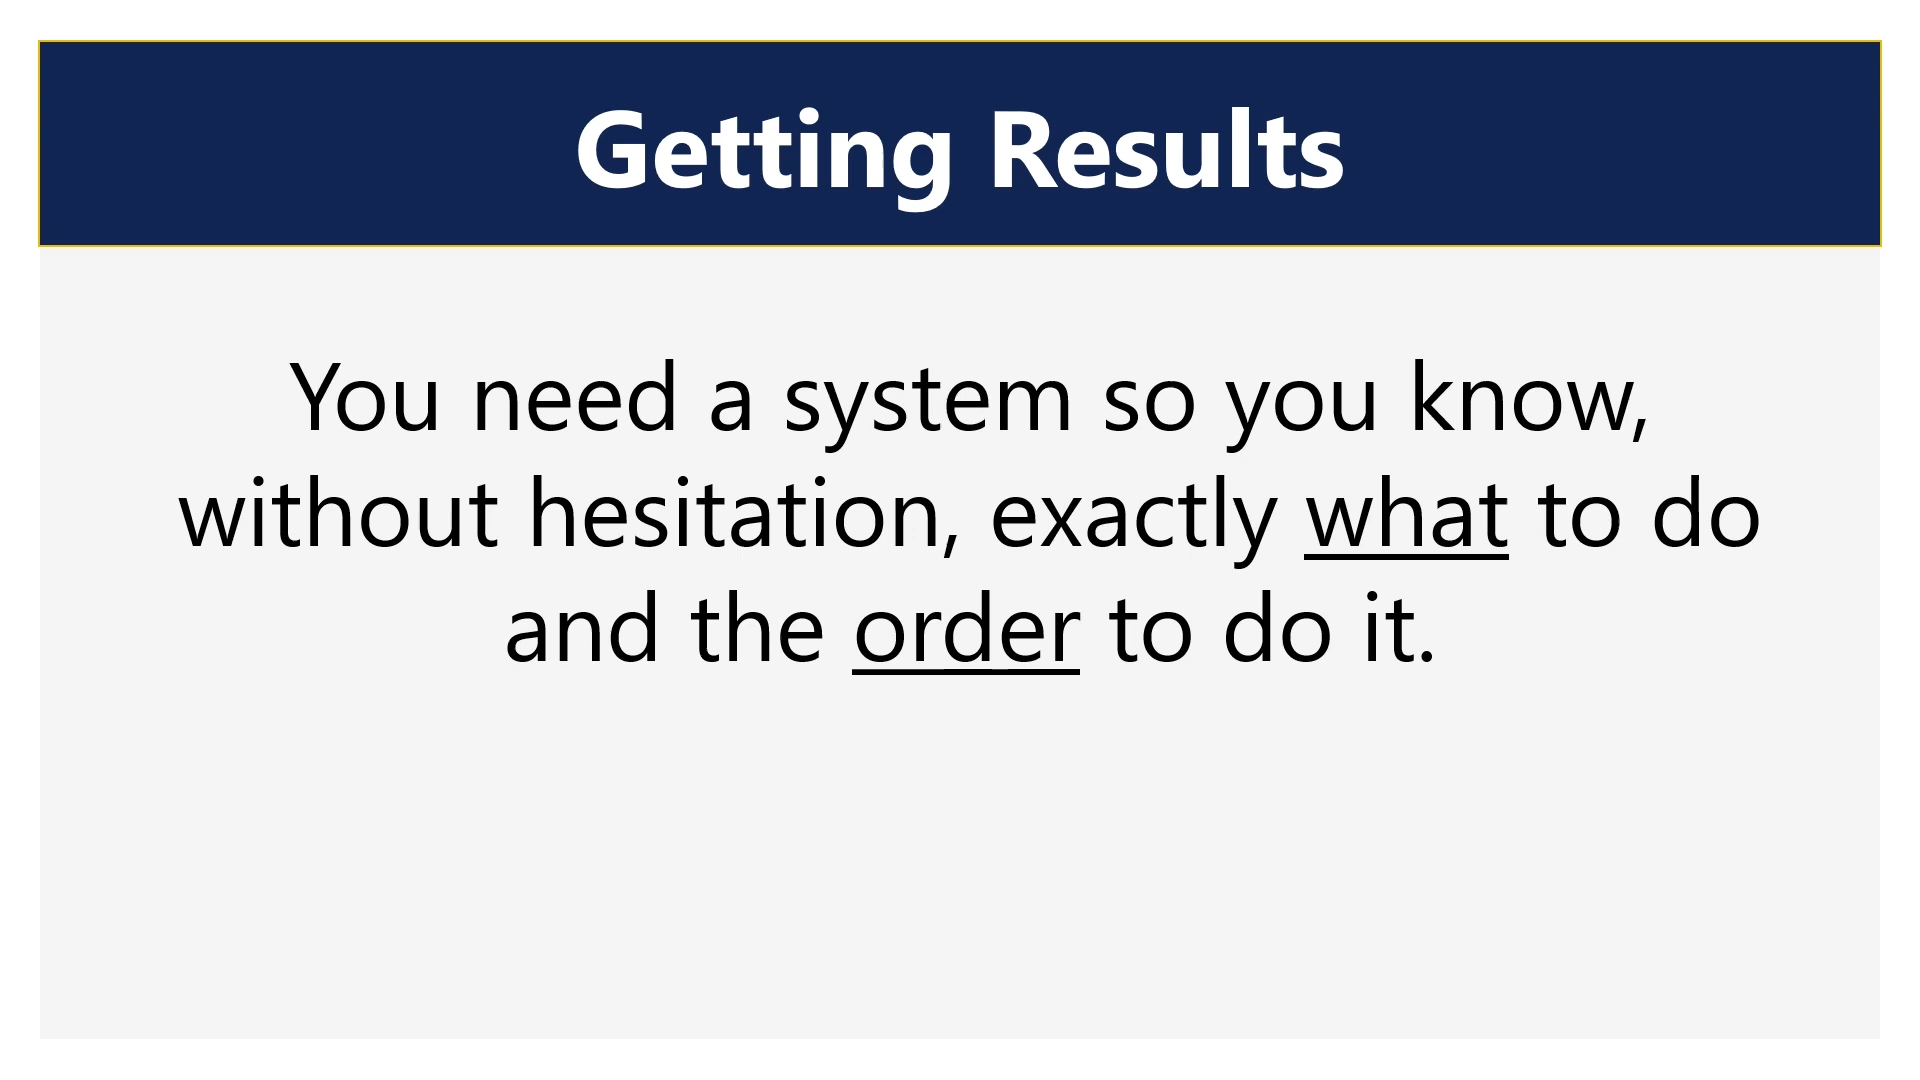 Getting Results
You need a system so you know,
without hesitation, exactly what to do
and the order to do it.